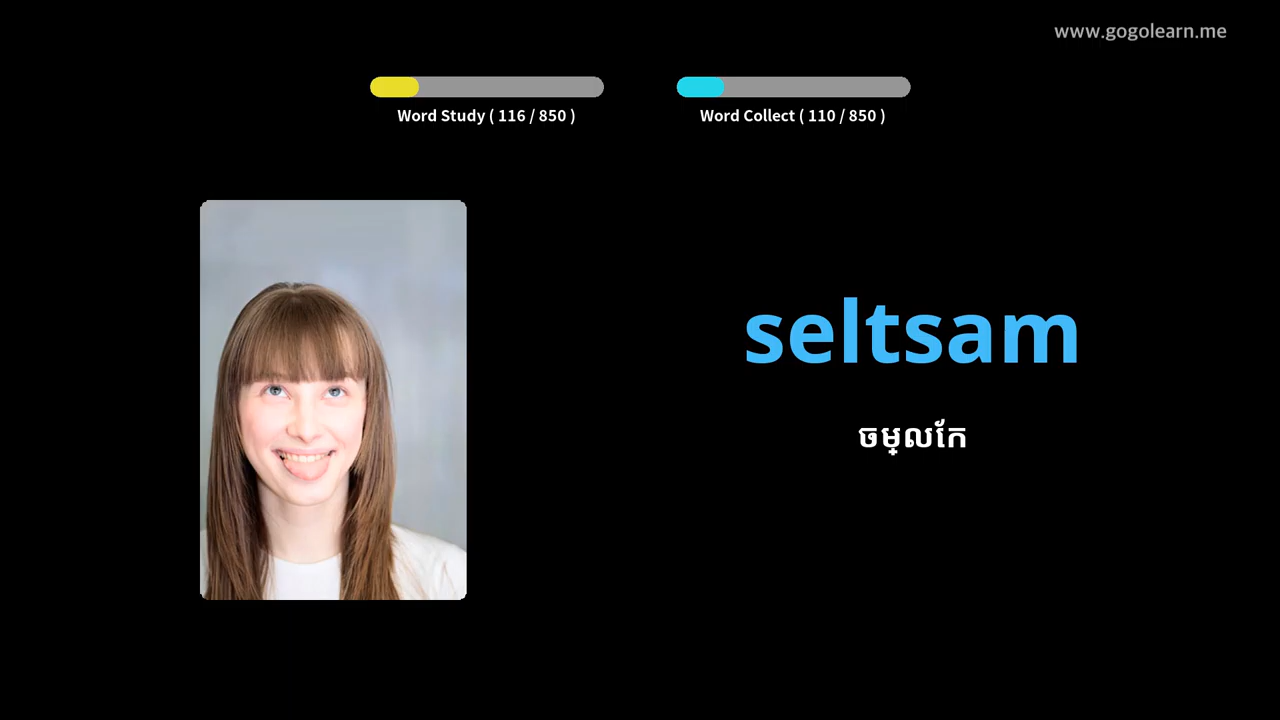 www.gogolearn.me
Word Study ( 116 / 850 )
Word Collect ( 110 / 850 )
seltsam
ចម្លែក